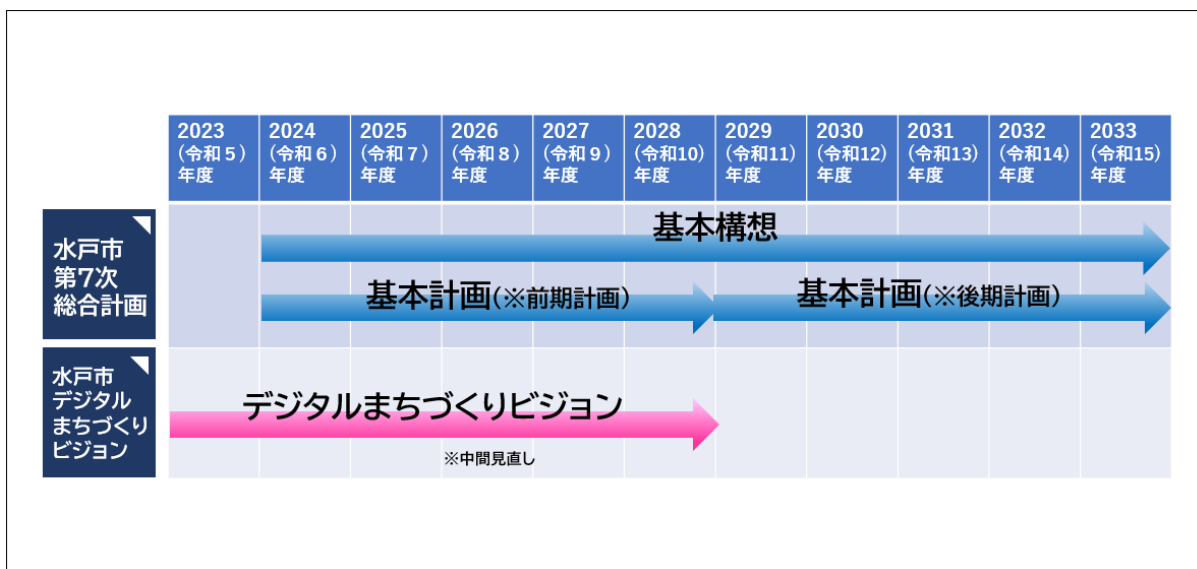 2023
(令和５)
年度
2024
(令和６)
年度
2025
(令和７)
年度
2026
(令和８)
年度
2027
(令和９)
年度
2028
(令和10)
年度
2029
(令和11)
年度
2030
(令和12)
年度
2031
(令和13)
年度
2032
(令和14)
年度
2033
(令和15)
年度
水戸市
第7次
総合計画
基本構想
基本計画(※前期計画)
基本計画(※後期計画)
水戸市
デジタル
まちづくり
ビジョン
デジタルまちづくりビジョン
※中間見直し